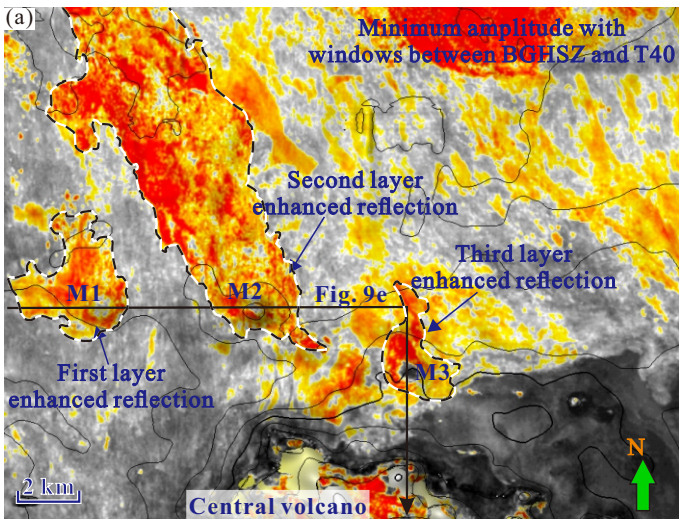 (a)
Minimum amplitude with
windows between BGHSZ and T40
Second layer
enhanced reflection
Third layer
enhanced reflection
M1
M2
Fig. 9e
M3
First layer
enhanced reflection
N
2 km
Central volcano